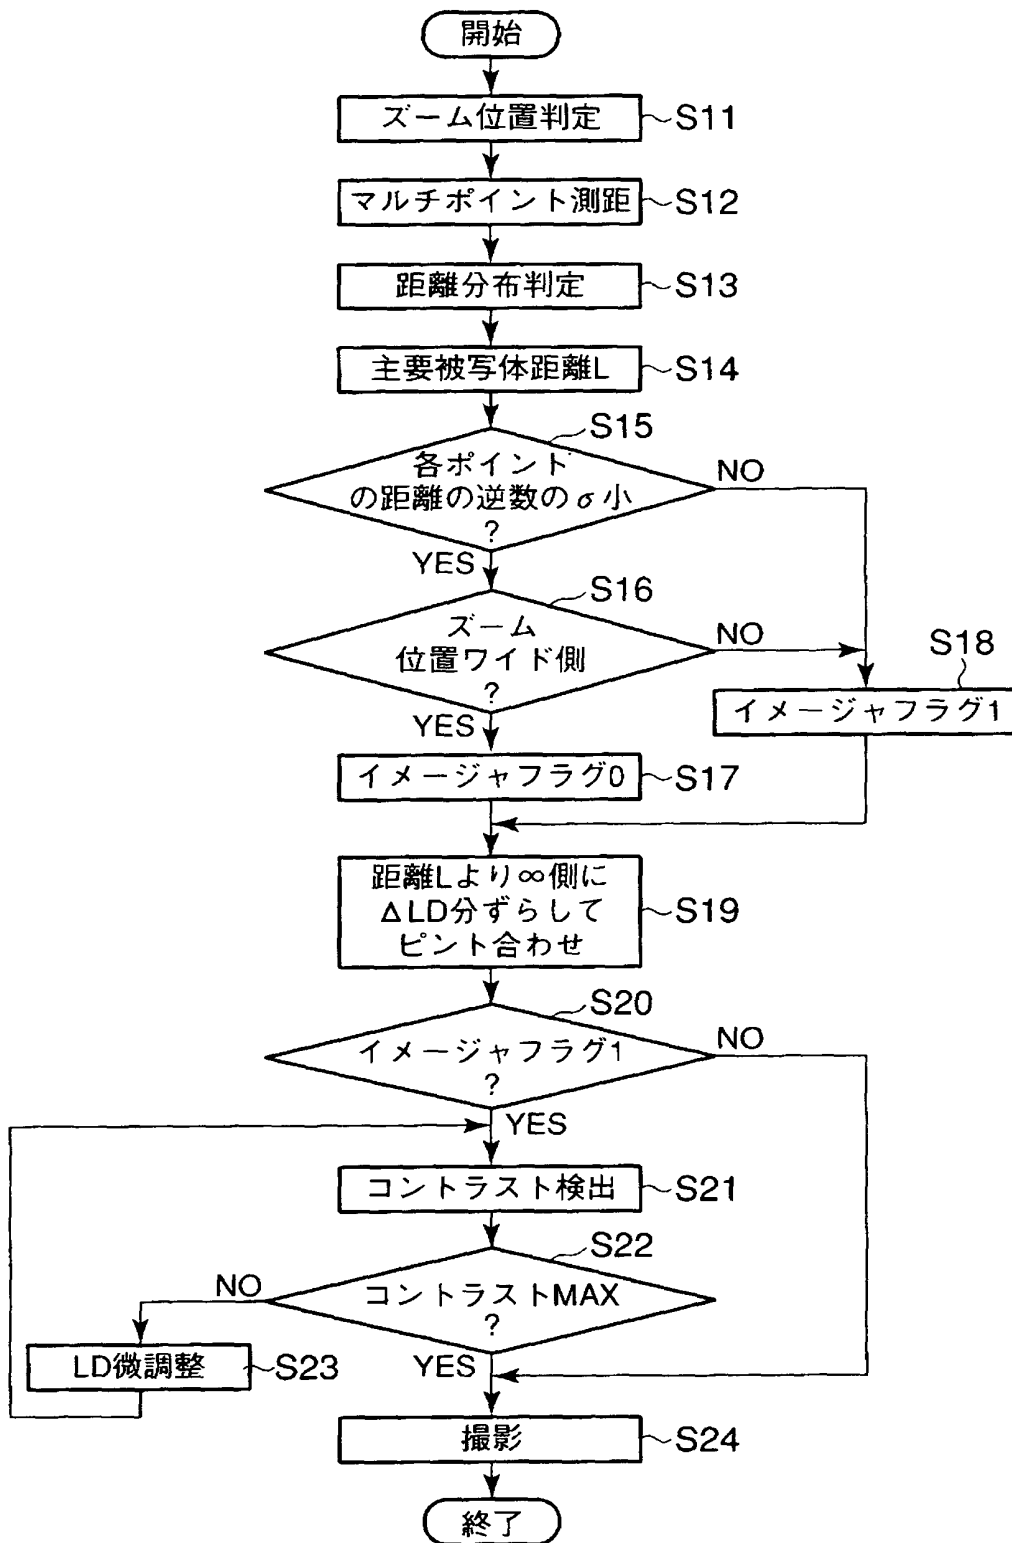 開始
ズーム位置判定
S11
マルチポイント測距
S12
距離分布判定
S13
主要被写体距離L
S14
S15
各ポイント
の距離の逆数のσ小
?
NO
YES
S16
ズーム
位置ワイド側
?
NO
YES
S18
イメージャフラグ1
イメージャフラグ0
S17
距離Lより∞側に
ΔLD分ずらして
ピント合わせ
S19
S20
イメージャフラグ1
?
NO
YES
コントラスト検出
S21
S22
コントラストMAX
?
NO
YES
LD微調整
S23
撮影
S24
終了